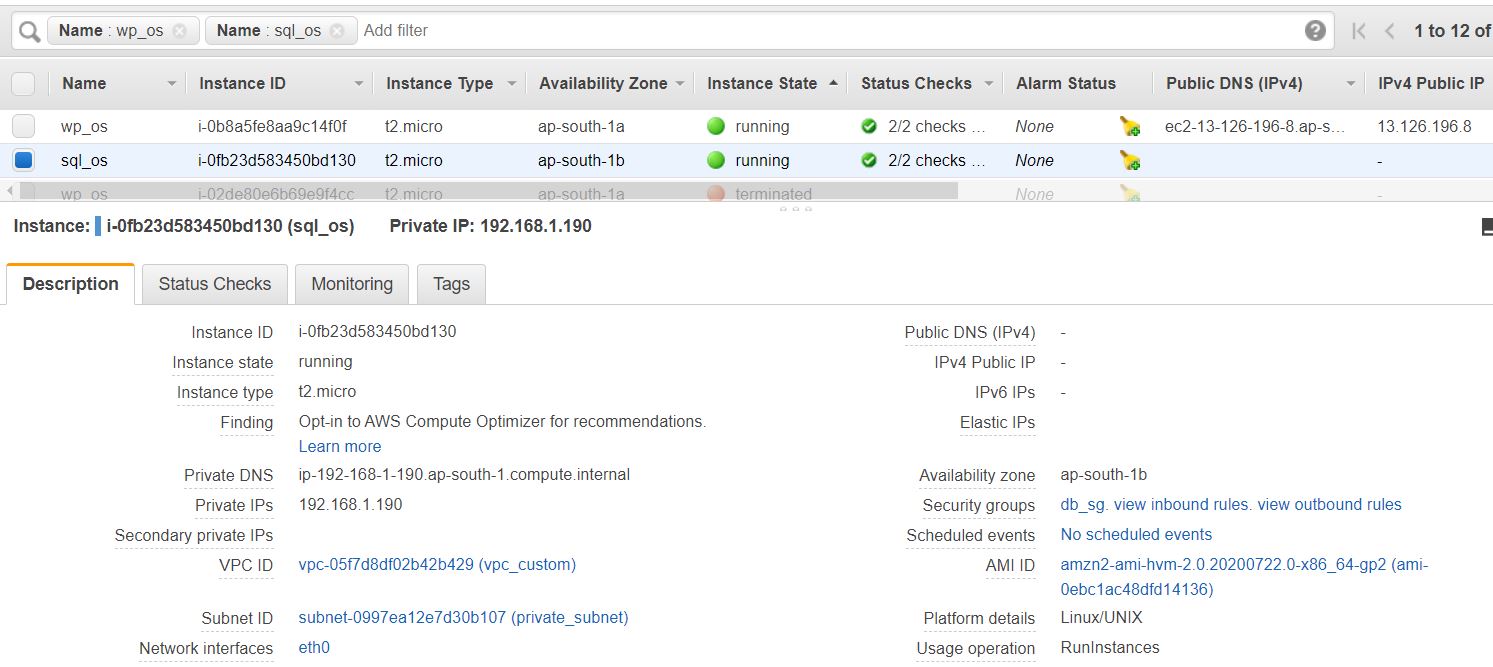 Name : wp_os Name : sql_os Add filter 1 to 12 of
Name Instance ID Instance Type Availability Zone Instance State Status Checks Alarm Status Public DNS (IPv4) IPv4 Public IP
wp_os i-0b8a5fe8aa9c14f0f t2.micro ap-south-1a running 2/2 checks ... None ec2-13-126-196-8.ap-s... 13.126.196.8
sql_os i-0fb23d583450bd130 t2.micro ap-south-1b running 2/2 checks ... None -
wp_os i-02de80e6b69e9f4cc t2.micro ap-south-1a terminated None -
Instance: i-0fb23d583450bd130 (sql_os) Private IP: 192.168.1.190
Description Status Checks Monitoring Tags
Instance ID i-0fb23d583450bd130 Public DNS (IPv4) -
Instance state running IPv4 Public IP -
Instance type t2.micro IPv6 IPs -
Finding Opt-in to AWS Compute Optimizer for recommendations. Elastic IPs
Learn more
Private DNS ip-192-168-1-190.ap-south-1.compute.internal Availability zone ap-south-1b
Private IPs 192.168.1.190 Security groups db_sg. view inbound rules. view outbound rules
Secondary private IPs Scheduled events No scheduled events
VPC ID vpc-05f7d8df02b42b429 (vpc_custom) AMI ID amzn2-ami-hvm-2.0.20200722.0-x86_64-gp2 (ami-
0ebc1ac48dfd14136)
Subnet ID subnet-0997ea12e7d30b107 (private_subnet) Platform details Linux/UNIX
Network interfaces eth0 Usage operation RunInstances